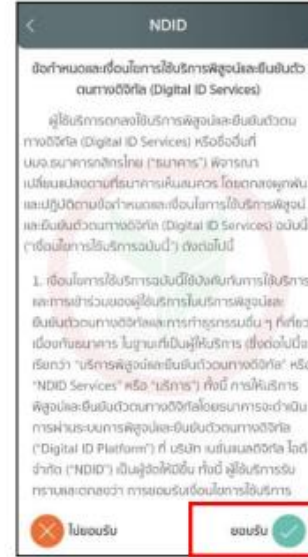 NDID
ข้อกำหนดและเงื่อนไขการใช้บริการพิสูจน์และยืนยันตัว
ตนทางดิจิทัล (Digital ID Services)
ผู้ใช้บริการตกลงใช้บริการพิสูจน์และยืนยันตัวตน
ทางดิจิทัล (Digital ID Services) หรือชื่ออื่นที่
บมจ.ธนาคารกสิกรไทย ("ธนาคาร") พิจารณา
เปลี่ยนแปลงตามที่ธนาคารเห็นสมควร โดยตกลงผูกพัน
และปฏิบัติตามข้อกำหนดและเงื่อนไขการใช้บริการพิสูจน์
และยืนยันตัวตนทางดิจิทัล (Digital ID Services) ฉบับนี้
("เงื่อนไขการใช้บริการฉบับนี้") ดังต่อไปนี้
1. เงื่อนไขการใช้บริการฉบับนี้ใช้บังคับกับการใช้บริการ
และการเข้าร่วมของผู้ใช้บริการในบริการพิสูจน์และ
ยืนยันตัวตนทางดิจิทัลและการทำธุรกรรมอื่น ๆ ที่เกี่ยว
เนื่องกับธนาคาร ในฐานะที่เป็นผู้ให้บริการ (ซึ่งต่อไปนี้จะ
เรียกว่า "บริการพิสูจน์และยืนยันตัวตนทางดิจิทัล" หรือ
"NDID Services" หรือ "บริการ") ทั้งนี้ การให้บริการ
พิสูจน์และยืนยันตัวตนทางดิจิทัลโดยธนาคารจะดำเนิน
การผ่านระบบการพิสูจน์และยืนยันตัวตนทางดิจิทัล
("Digital ID Platform") ที่ บริษัท เนชั่นแนลดิจิทัล ไอดี
จำกัด ("NDID") เป็นผู้จัดให้มีขึ้น ทั้งนี้ ผู้ใช้บริการรับ
ทราบและตกลงว่า การยอมรับเงื่อนไขการใช้บริการ
ไม่ยอมรับ
ยอมรับ